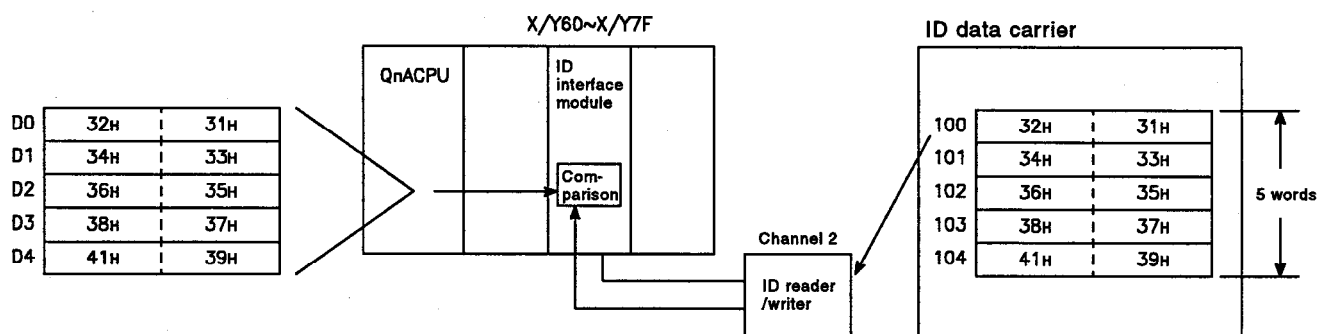 X/Y60~X/Y7F
ID data carrier
QnACPU
ID
interface
module
D0 32H 31H
D1 34H 33H
D2 36H 35H
D3 38H 37H
D4 41H 39H
Com-
parison
100 32H 31H
101 34H 33H
102 36H 35H
103 38H 37H
104 41H 39H
5 words
Channel 2
ID reader
/writer